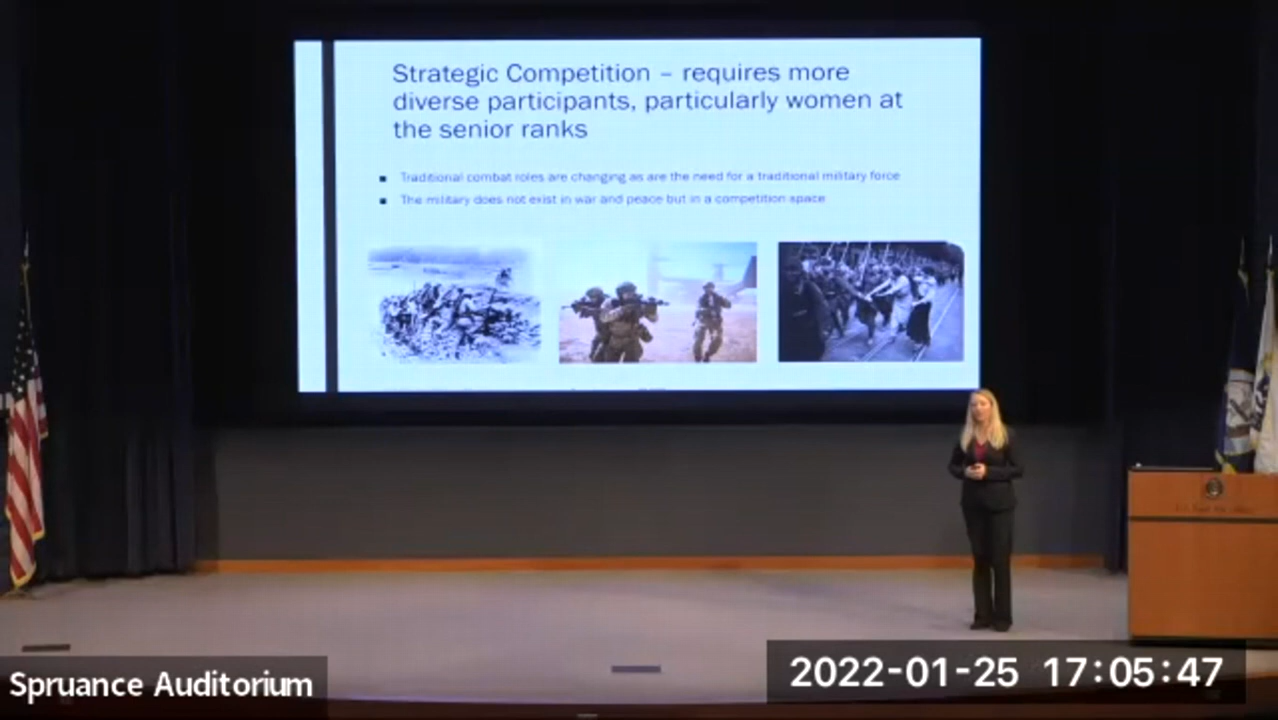 Strategic Competition – requires more
diverse participants, particularly women at
the senior ranks
Traditional combat roles are changing as are the need for a traditional military force
The military does not exist in war and peace but in a competition space
Spruance Auditorium
2022-01-25 17:05:47